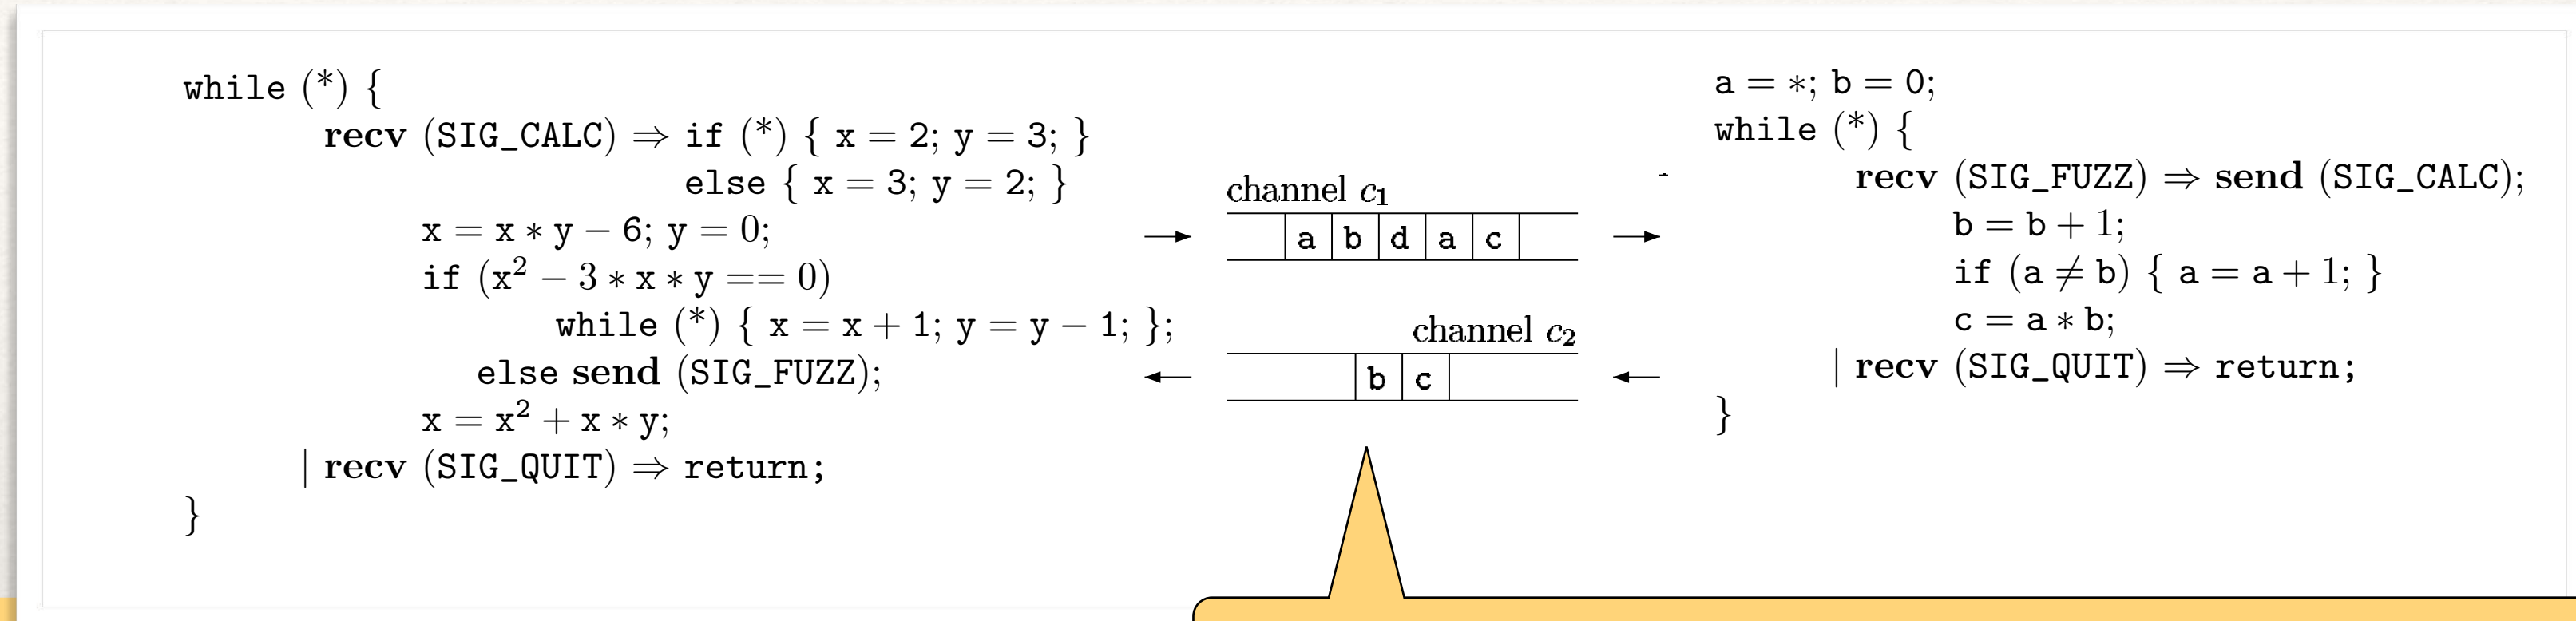 while (*) {
recv (SIG_CALC) ⇒ if (*) { x = 2; y = 3; }
else { x = 3; y = 2; }
x = x * y − 6; y = 0;
if (x² − 3 * x * y == 0)
while (*) { x = x + 1; y = y − 1; };
else send (SIG_FUZZ);
x = x² + x * y;
| recv (SIG_QUIT) ⇒ return;
}
channel c₁
a b d a c
channel c₂
b c
a = *; b = 0;
while (*) {
recv (SIG_FUZZ) ⇒ send (SIG_CALC);
b = b + 1;
if (a ≠ b) { a = a + 1; }
c = a * b;
| recv (SIG_QUIT) ⇒ return;
}